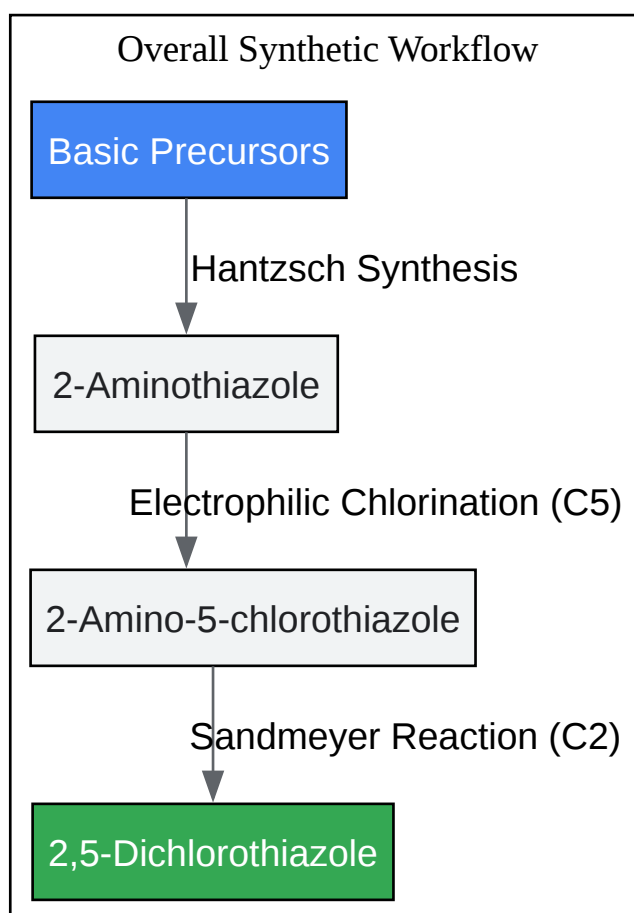 Overall Synthetic Workflow
Basic Precursors
Hantzsch Synthesis
2-Aminothiazole
Electrophilic Chlorination (C5)
2-Amino-5-chlorothiazole
Sandmeyer Reaction (C2)
2,5-Dichlorothiazole